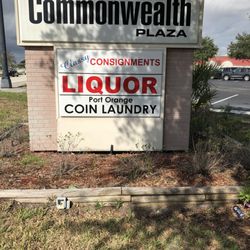 Commonwealth
PLAZA
Classy CONSIGNMENTS
LIQUOR
Port Orange
COIN LAUNDRY